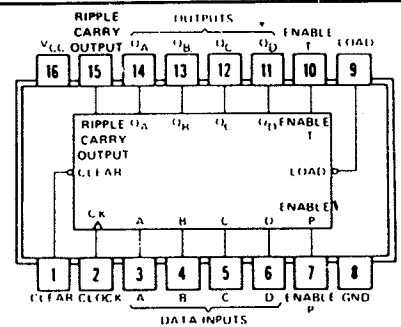 RIPPLE OUTPUTS
CARRY ENABLE
VCC OUTPUT QA QB QC QD T LOAD
16 15 14 13 12 11 10 9
RIPPLE QA QB QC QD ENABLE
CARRY T
OUTPUT
CLEAR LOAD
ENABLE
CK A B C D P
1 2 3 4 5 6 7 8
CLEAR CLOCK A B C D ENABLE GND
P
DATA INPUTS